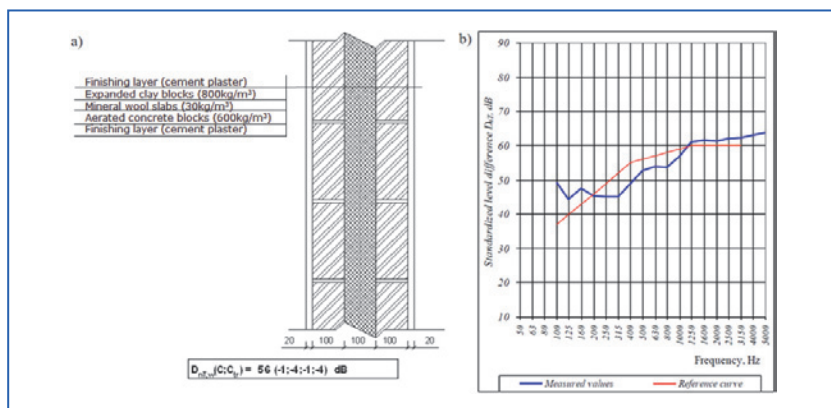 a)
Finishing layer (cement plaster)
Expanded clay blocks (800kg/m³)
Mineral wool slabs (30kg/m³)
Aerated concrete blocks (600kg/m³)
Finishing layer (cement plaster)
20 100 100 100 20
DnT,w(C;Ctr) = 56 (-1;-4;-1;-4) dB
b)
Standardized level difference DnT, dB
90
80
70
60
50
40
30
20
10
50 63 80 100 125 160 200 250 315 400 500 630 800 1000 1250 1600 2000 2500 3150 4000 5000
Frequency, Hz
Measured values Reference curve